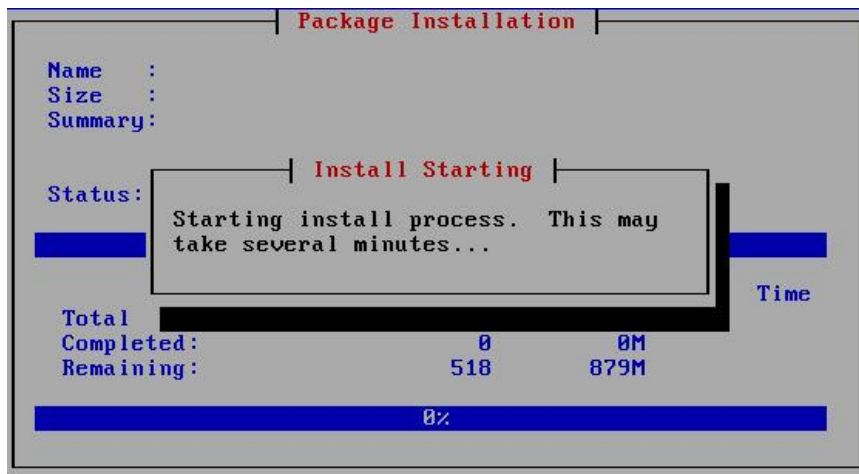 Package Installation
Name :
Size :
Summary:
Install Starting
Status:
Starting install process. This may
take several minutes...
Time
Total
Completed: 0 0M
Remaining: 518 879M
0%